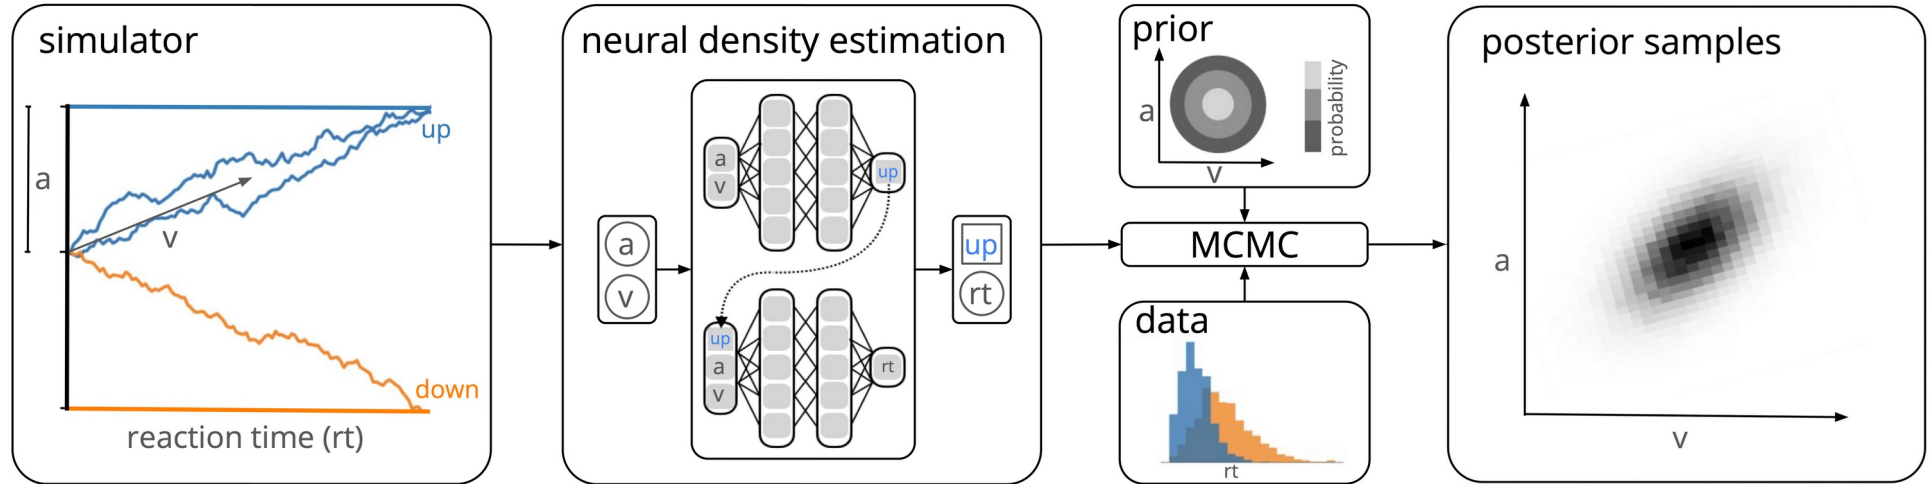 simulator
a
up
v
down
reaction time (rt)
neural density estimation
a
v
a
v
up
up
a
v
rt
up
rt
prior
a
v
probability
MCMC
data
rt
posterior samples
a
v